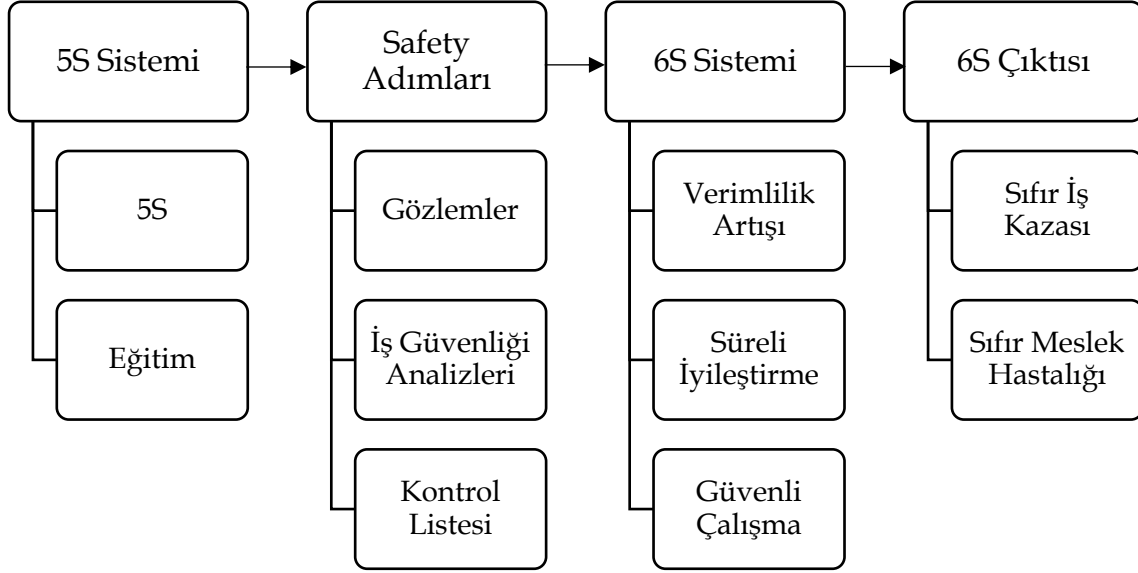 5S Sistemi
Safety
Adımları
6S Sistemi
6S Çıktısı
5S
Eğitim
Gözlemler
İş Güvenliği
Analizleri
Kontrol
Listesi
Verimlilik
Artışı
Süreli
İyileştirme
Güvenli
Çalışma
Sıfır İş
Kazası
Sıfır Meslek
Hastalığı